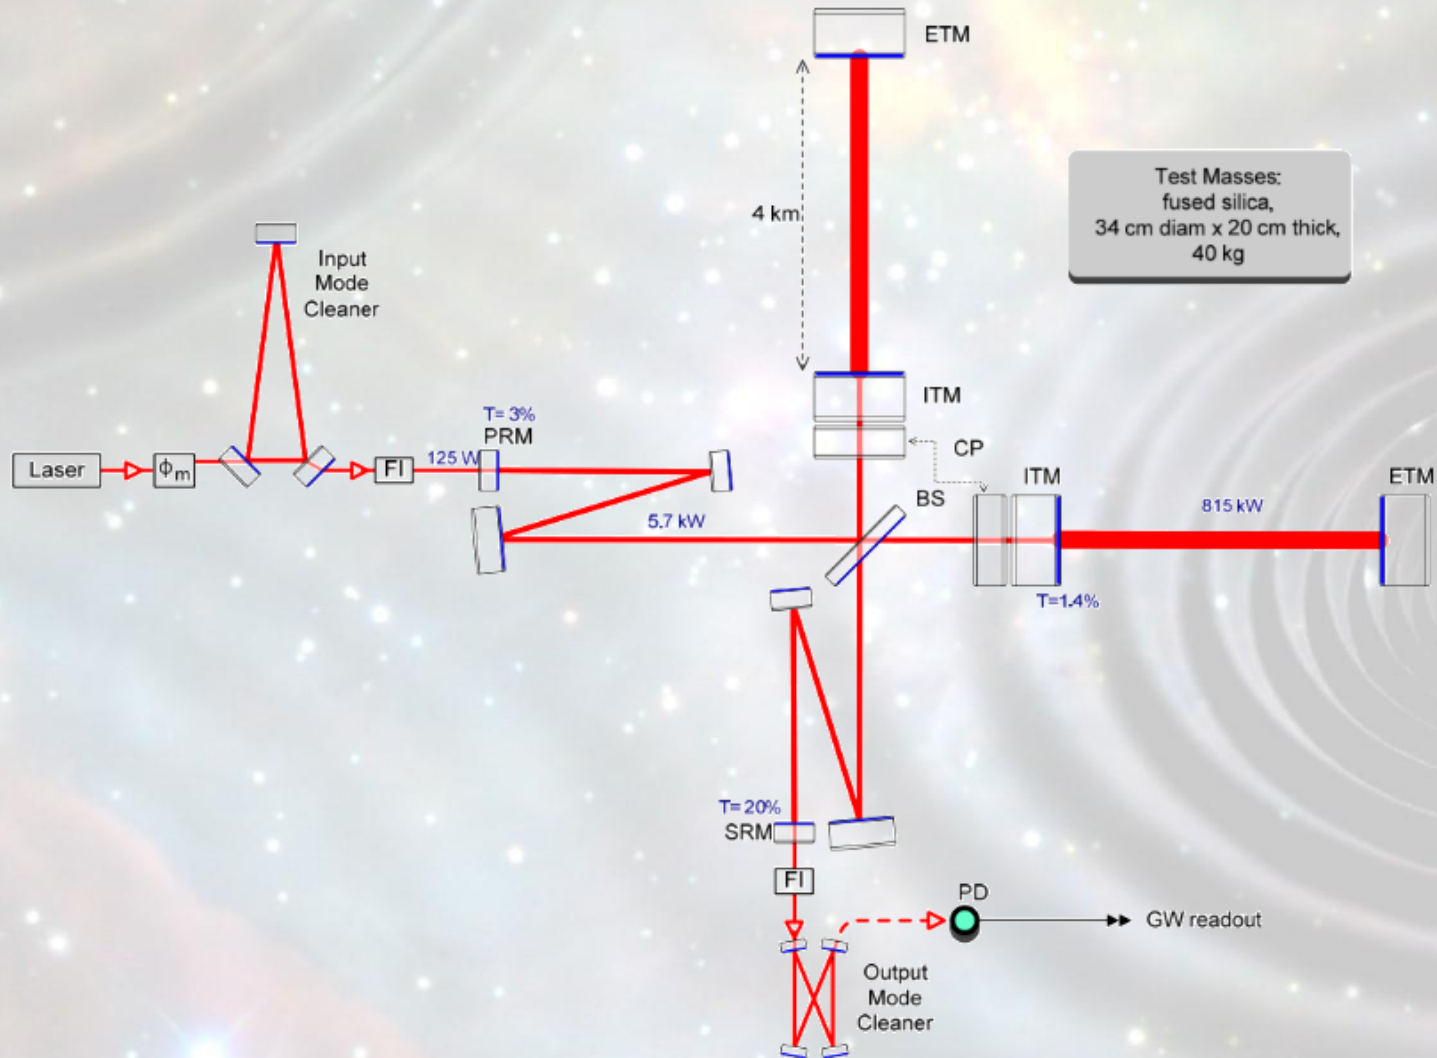 ETM
4 km
Test Masses:
fused silica,
34 cm diam x 20 cm thick,
40 kg
Input
Mode
Cleaner
ITM
T= 3%
PRM
Laser
ϕm
FI
125 W
CP
ITM
ETM
BS
5.7 kW
815 kW
T=1.4%
T= 20%
SRM
FI
PD
GW readout
Output
Mode
Cleaner